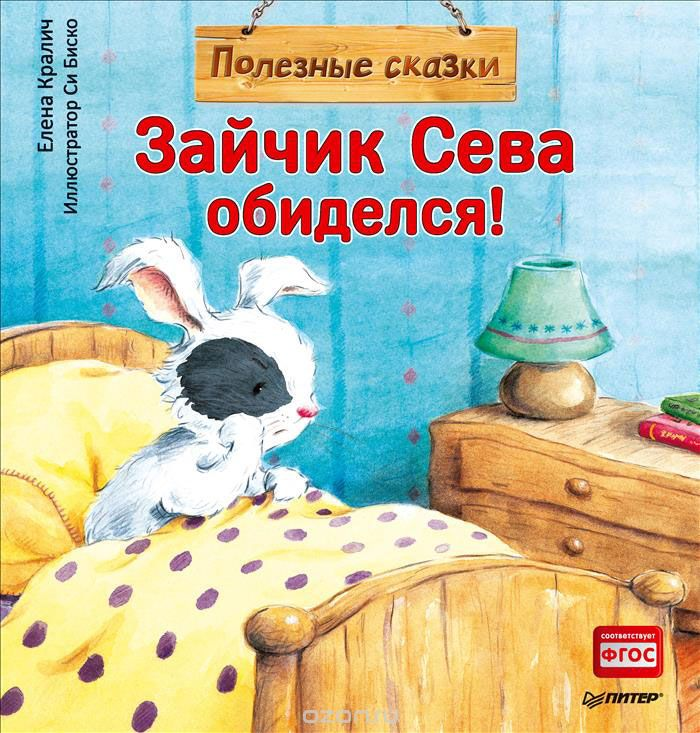 Полезные сказки
Елена Кралич
Иллюстратор Си Биско
Зайчик Сева
обиделся!
соответствует
ФГОС
ПИТЕР
ozon.ru